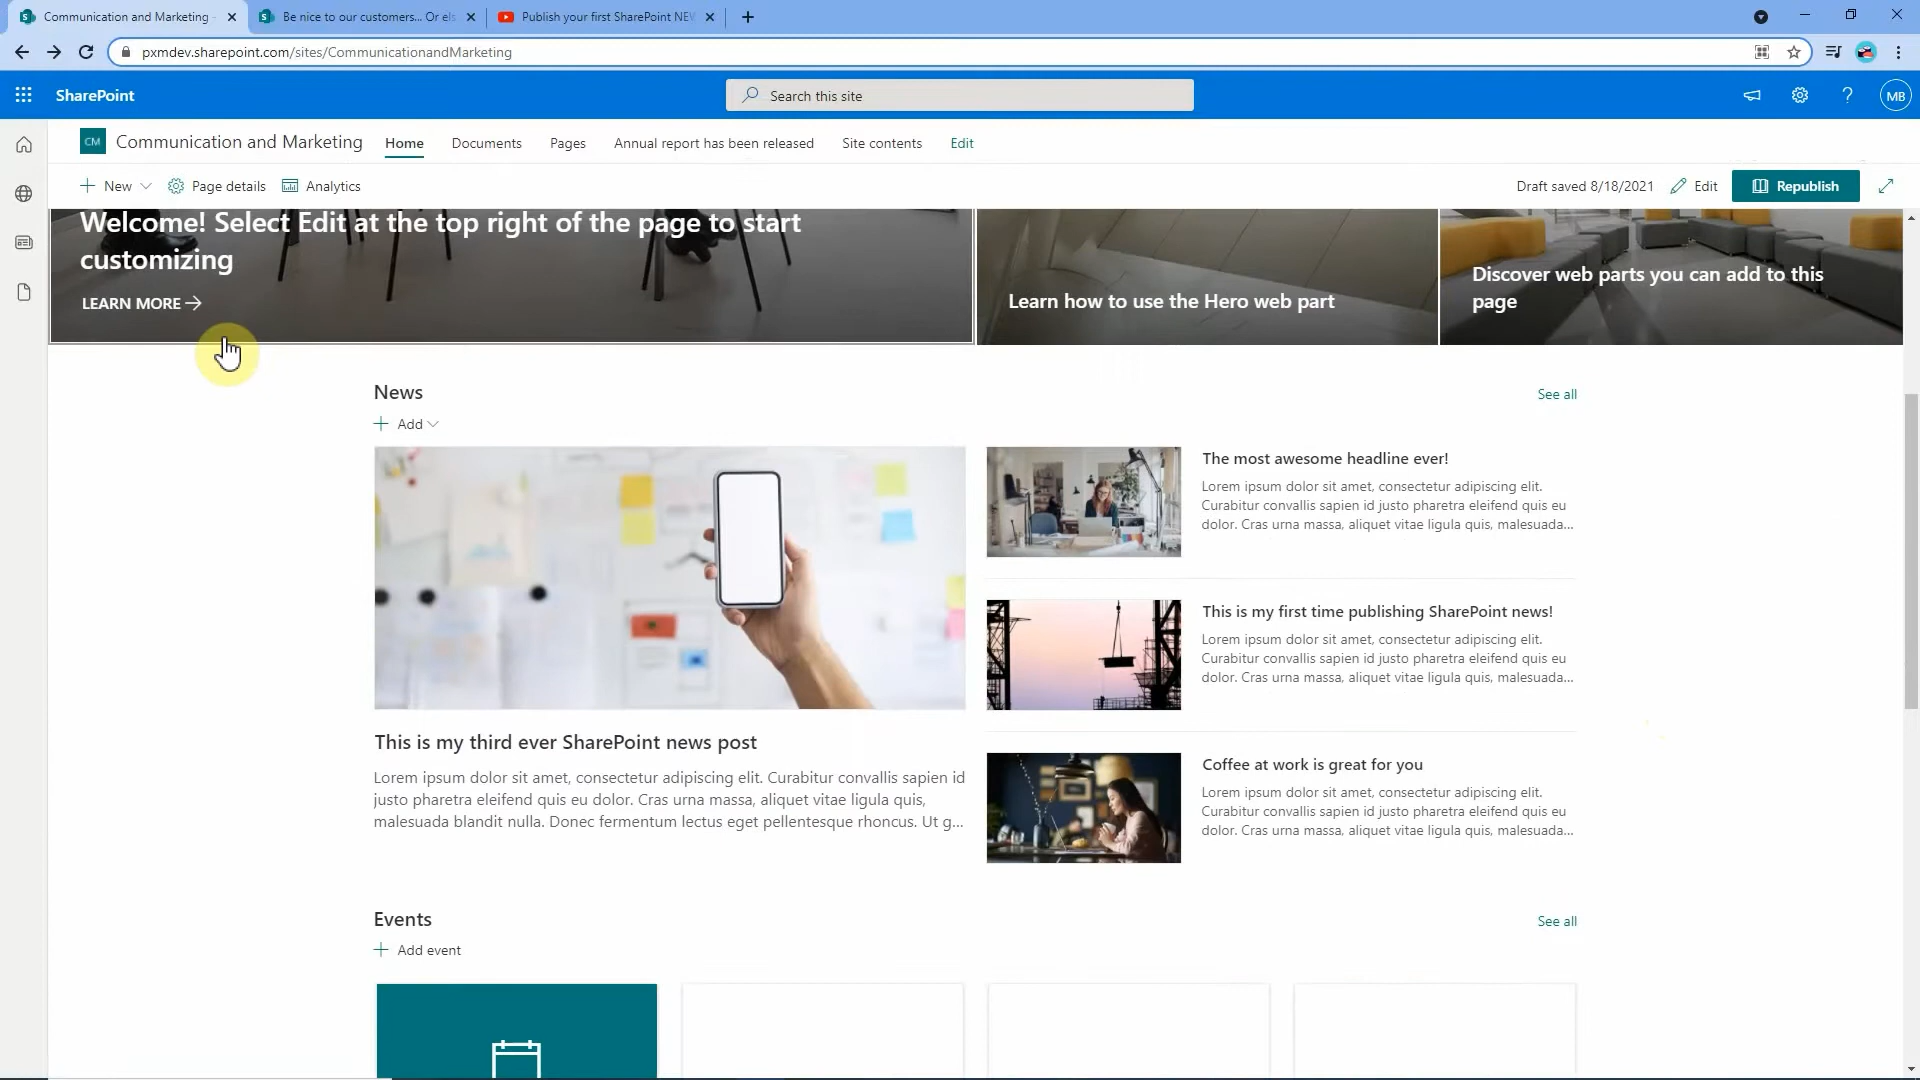 Communication and Marketing -
Be nice to our customers... Or els
Publish your first SharePoint NEW
pxmdev.sharepoint.com/sites/CommunicationandMarketing
SharePoint
Search this site
MB
CM
Communication and Marketing
Home
Documents
Pages
Annual report has been released
Site contents
Edit
New
Page details
Analytics
Draft saved 8/18/2021
Edit
Republish
Welcome! Select Edit at the top right of the page to start
customizing
LEARN MORE
Learn how to use the Hero web part
Discover web parts you can add to this
page
News
See all
Add
This is my third ever SharePoint news post
Lorem ipsum dolor sit amet, consectetur adipiscing elit. Curabitur convallis sapien id
justo pharetra eleifend quis eu dolor. Cras urna massa, aliquet vitae ligula quis,
malesuada blandit nulla. Donec fermentum lectus eget pellentesque rhoncus. Ut g...
The most awesome headline ever!
Lorem ipsum dolor sit amet, consectetur adipiscing elit.
Curabitur convallis sapien id justo pharetra eleifend quis eu
dolor. Cras urna massa, aliquet vitae ligula quis, malesuada...
This is my first time publishing SharePoint news!
Lorem ipsum dolor sit amet, consectetur adipiscing elit.
Curabitur convallis sapien id justo pharetra eleifend quis eu
dolor. Cras urna massa, aliquet vitae ligula quis, malesuada...
Coffee at work is great for you
Lorem ipsum dolor sit amet, consectetur adipiscing elit.
Curabitur convallis sapien id justo pharetra eleifend quis eu
dolor. Cras urna massa, aliquet vitae ligula quis, malesuada...
Events
See all
Add event